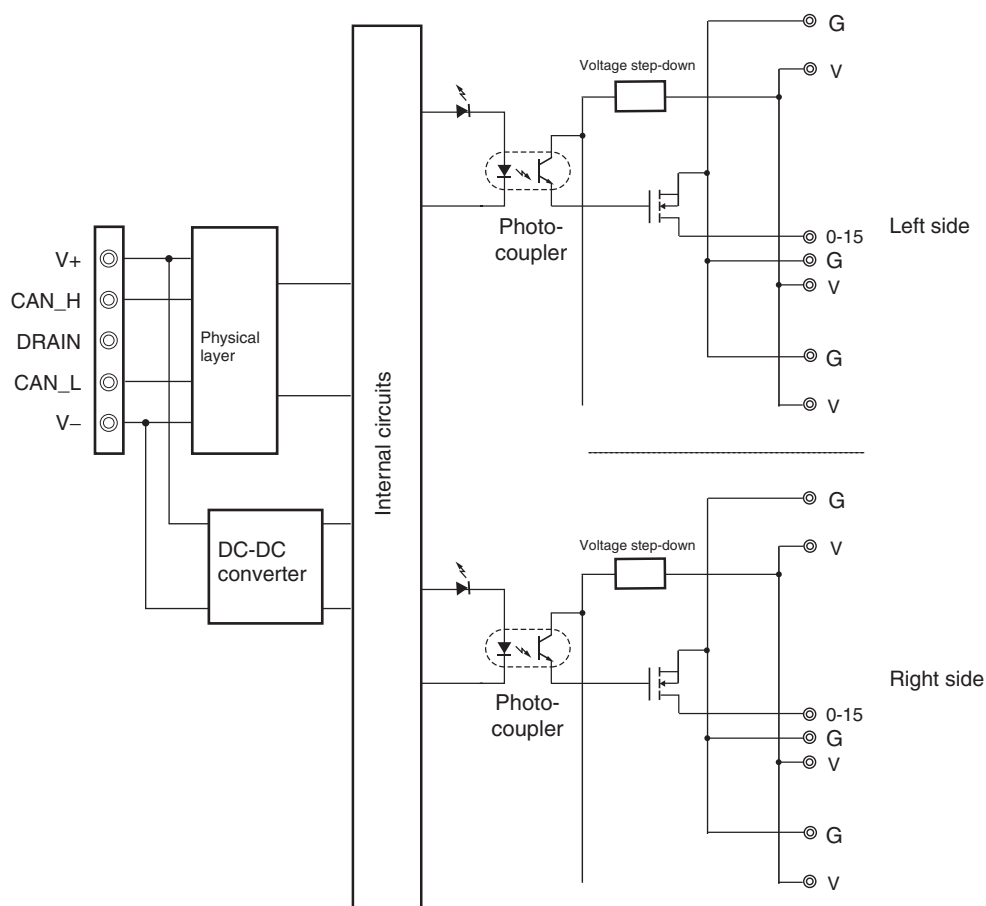 G
Voltage step-down
V
Photo-
coupler
0-15
Left side
G
V
G
V
V+
CAN_H
DRAIN
CAN_L
V–
Physical
layer
Internal circuits
DC-DC
converter
G
Voltage step-down
V
Photo-
coupler
0-15
Right side
G
V
G
V